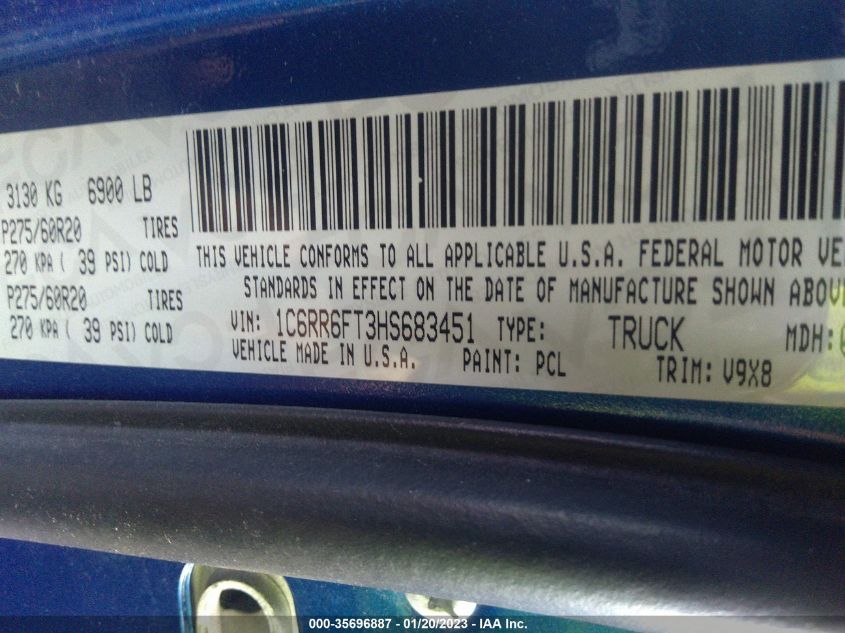 3130 KG 6900 LB
P275/60R20 TIRES
270 KPA ( 39 PSI) COLD
P275/60R20 TIRES
270 KPA ( 39 PSI) COLD
THIS VEHICLE CONFORMS TO ALL APPLICABLE U.S.A. FEDERAL MOTOR VE
STANDARDS IN EFFECT ON THE DATE OF MANUFACTURE SHOWN ABOV
VIN: 1C6RR6FT3HS683451 TYPE: TRUCK MDH:
VEHICLE MADE IN U.S.A. PAINT: PCL TRIM: V9X8
000-35696887 - 01/20/2023 - IAA Inc.